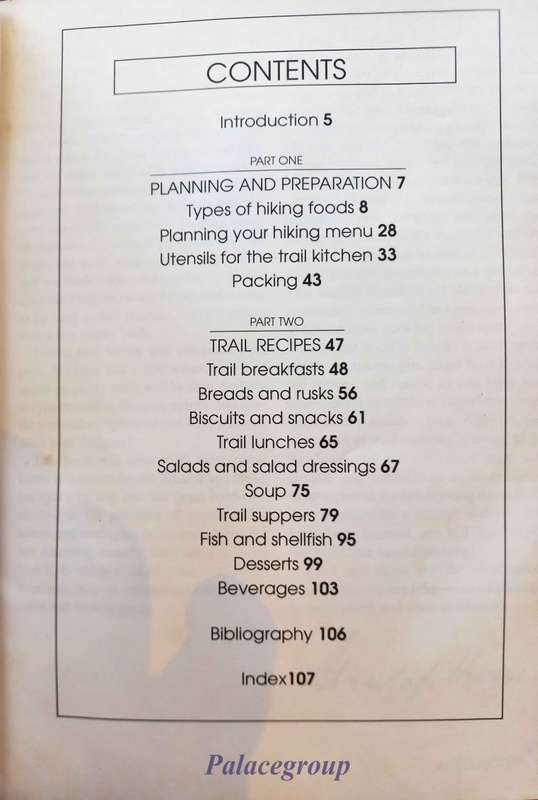 CONTENTS
Introduction 5
PART ONE
PLANNING AND PREPARATION 7
Types of hiking foods 8
Planning your hiking menu 28
Utensils for the trail kitchen 33
Packing 43
PART TWO
TRAIL RECIPES 47
Trail breakfasts 48
Breads and rusks 56
Biscuits and snacks 61
Trail lunches 65
Salads and salad dressings 67
Soup 75
Trail suppers 79
Fish and shellfish 95
Desserts 99
Beverages 103
Bibliography 106
Index107
Palacegroup